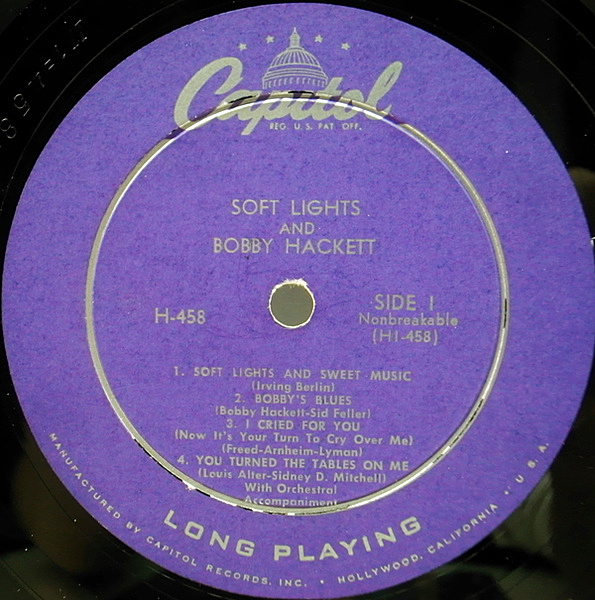 Capitol
REG. U.S. PAT. OFF.
SOFT LIGHTS
AND
BOBBY HACKETT
H-458
SIDE 1
Nonbreakable
(H1-458)
1. SOFT LIGHTS AND SWEET MUSIC
(Irving Berlin)
2. BOBBY'S BLUES
(Bobby Hackett-Sid Feller)
3. I CRIED FOR YOU
(Now It's Your Turn To Cry Over Me)
(Freed-Arnheim-Lyman)
4. YOU TURNED THE TABLES ON ME
(Louis Alter-Sidney D. Mitchell)
With Orchestral
Accompaniment
LONG PLAYING
MANUFACTURED BY CAPITOL RECORDS, INC. • HOLLYWOOD, CALIFORNIA • U.S.A.